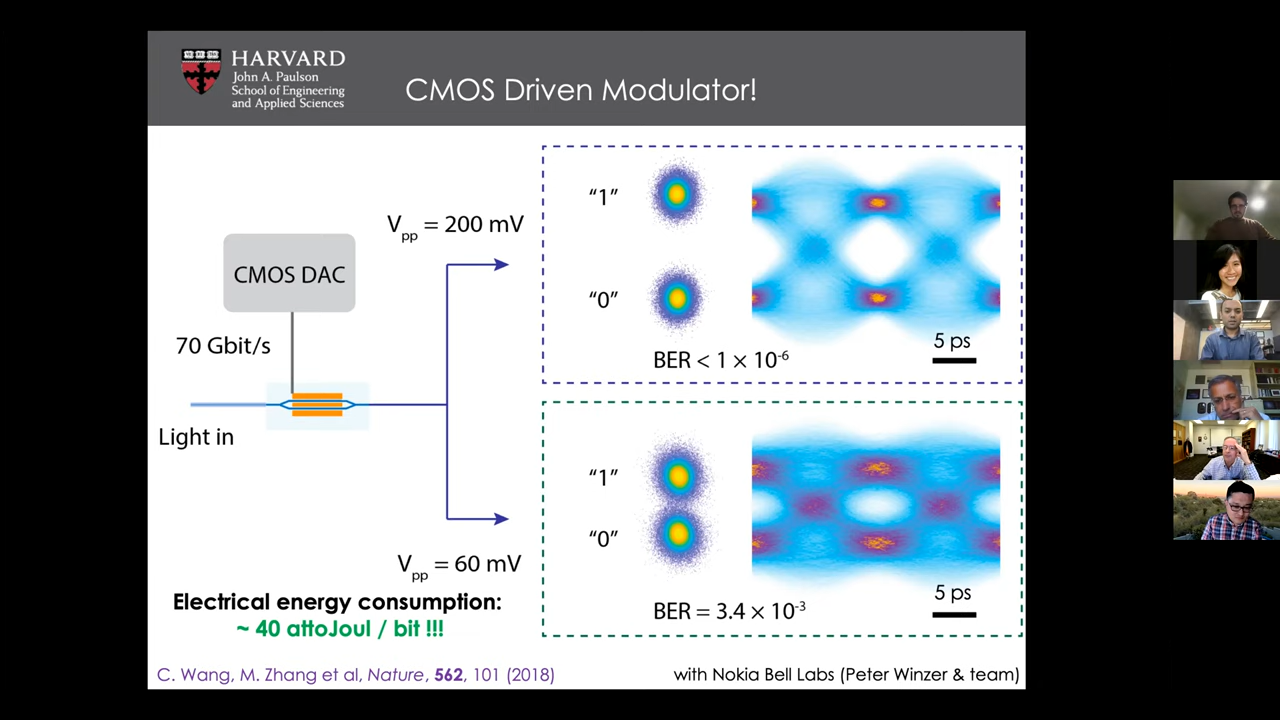 HARVARD
John A. Paulson
School of Engineering
and Applied Sciences
CMOS Driven Modulator!
CMOS DAC
70 Gbit/s
Light in
Vpp = 200 mV
Vpp = 60 mV
"1"
"0"
BER < 1 × 10-6
5 ps
"1"
"0"
BER = 3.4 × 10-3
5 ps
Electrical energy consumption:
~ 40 attoJoul / bit !!!
C. Wang, M. Zhang et al, Nature, 562, 101 (2018)
with Nokia Bell Labs (Peter Winzer & team)